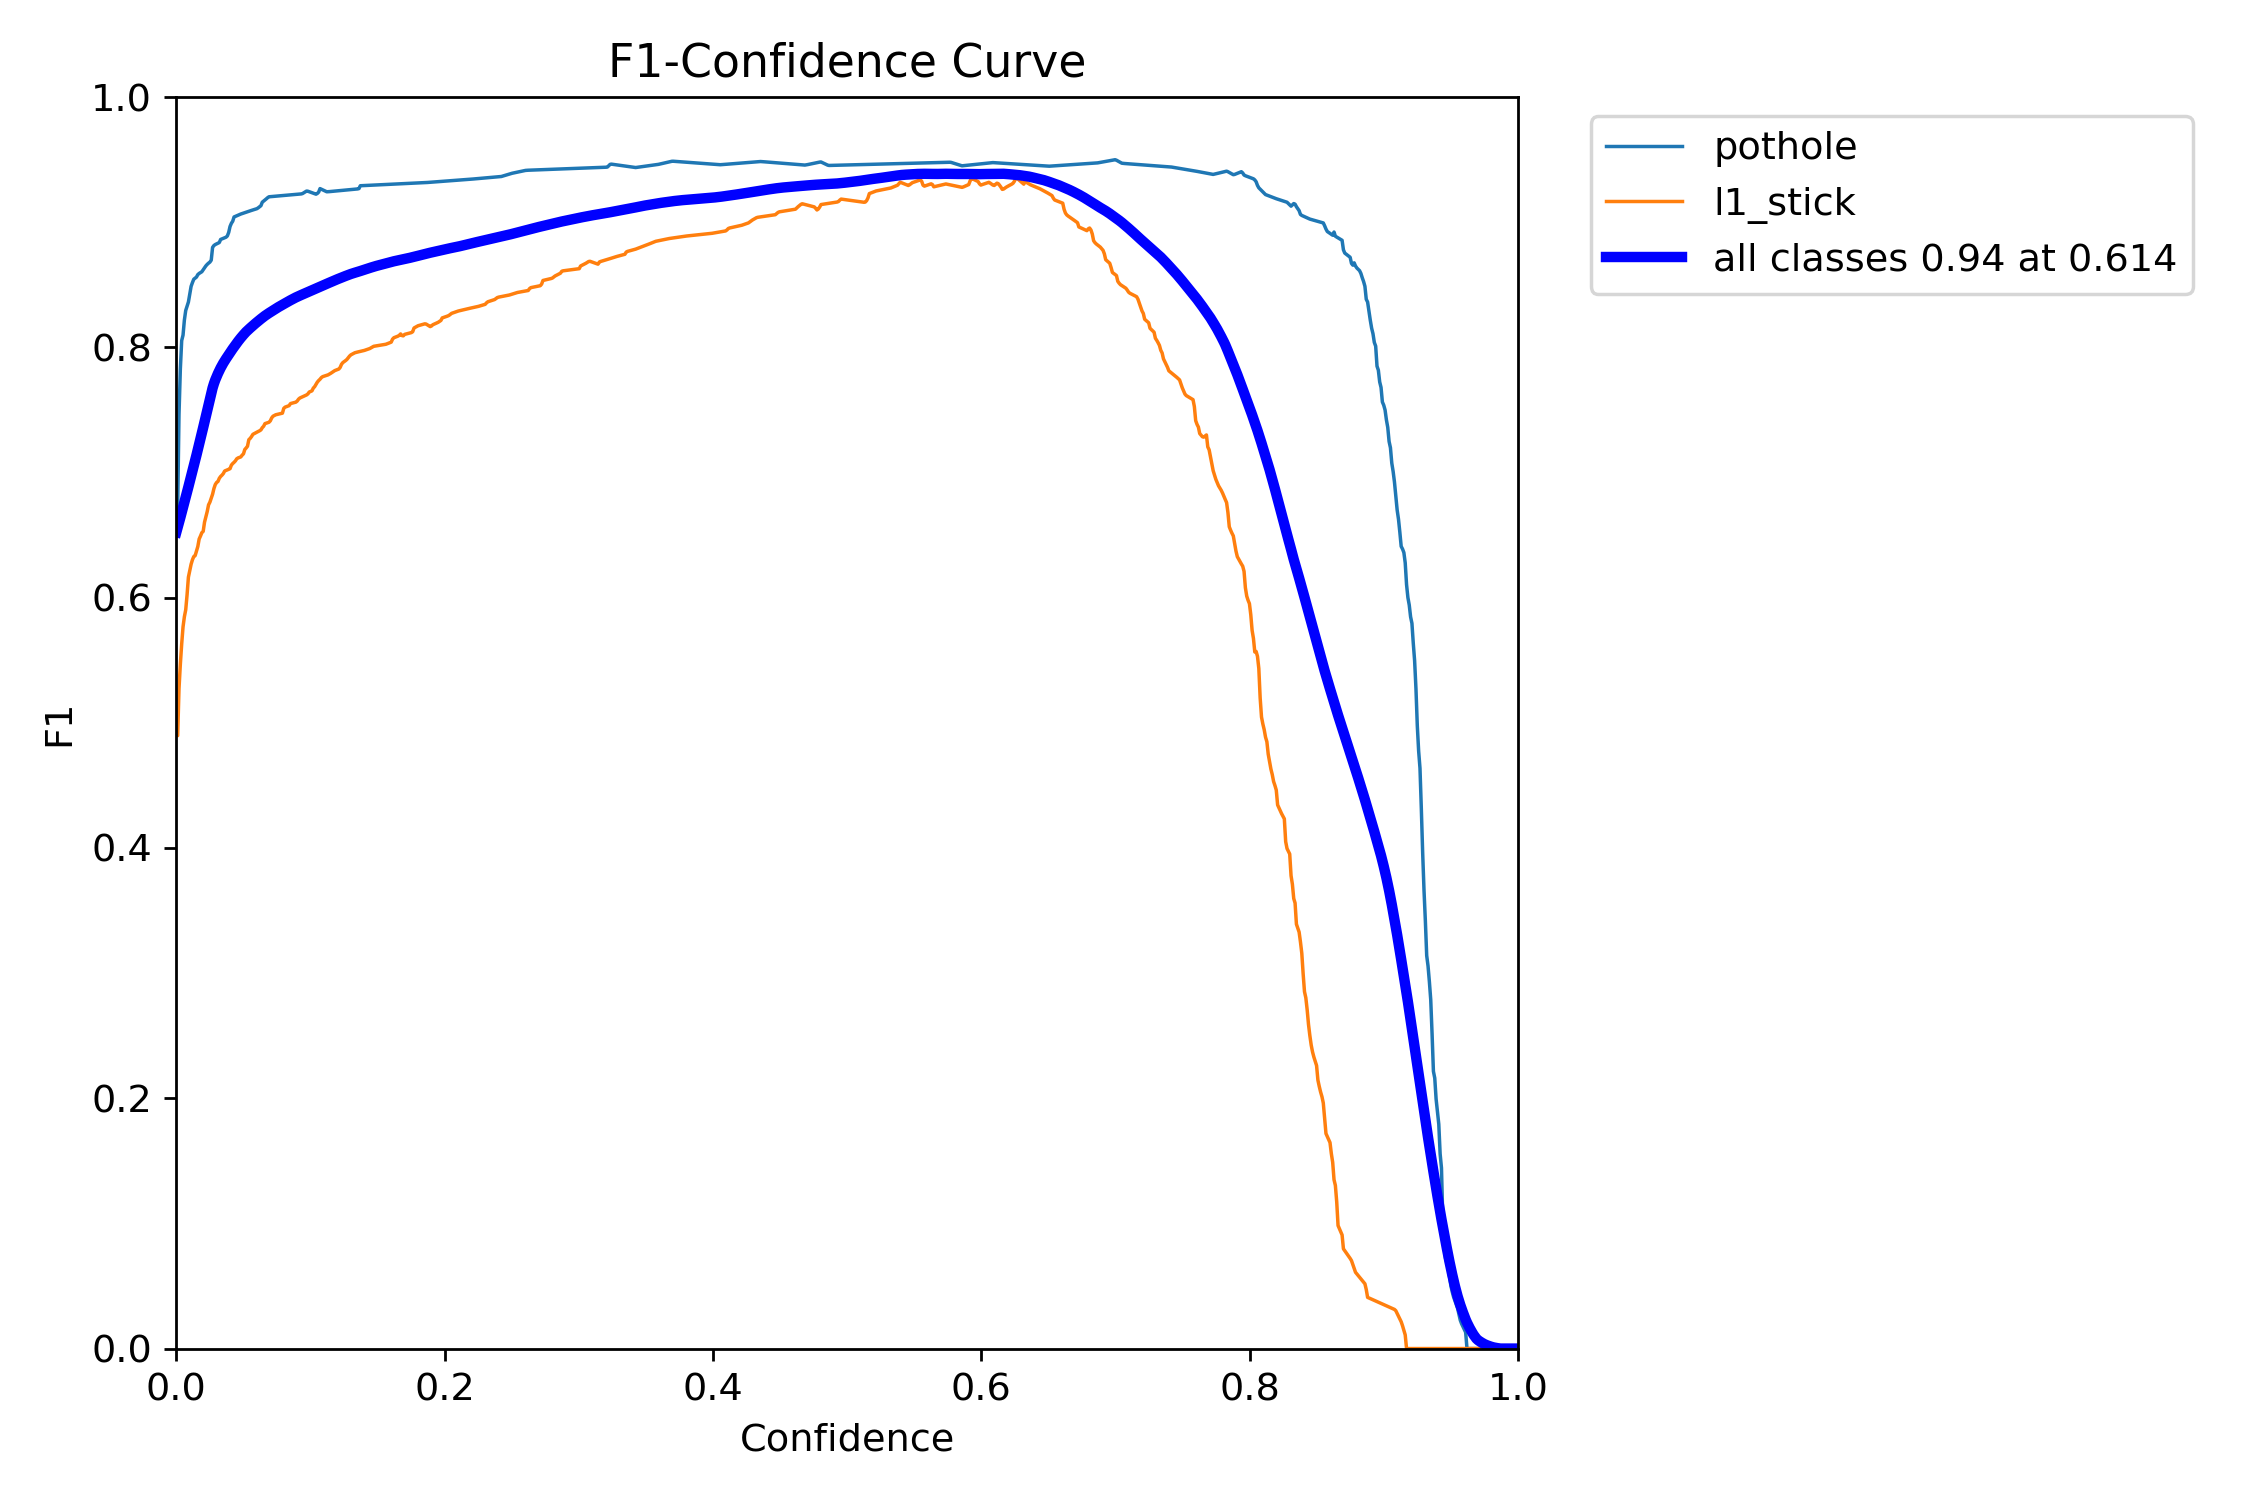 F1-Confidence Curve
1.0
0.8
0.6
0.4
0.2
0.0
F1
0.0 0.2 0.4 0.6 0.8 1.0
Confidence
pothole
l1_stick
all classes 0.94 at 0.614